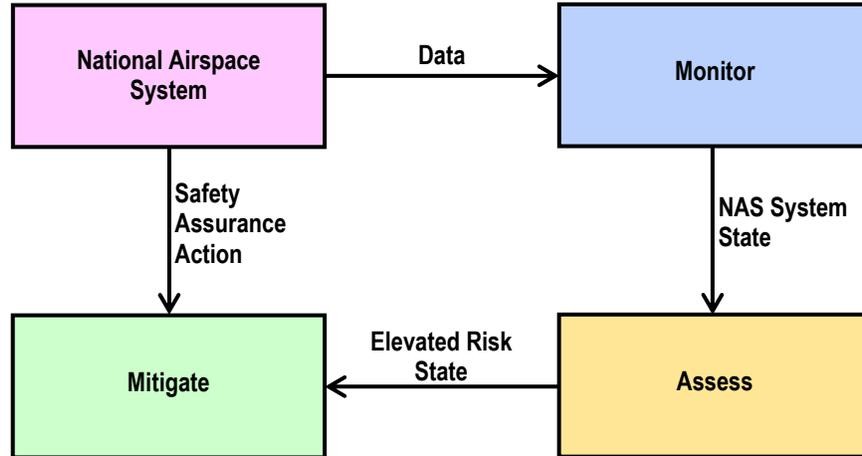 National Airspace
System
Data
Monitor
Safety
Assurance
Action
NAS System
State
Mitigate
Elevated Risk
State
Assess